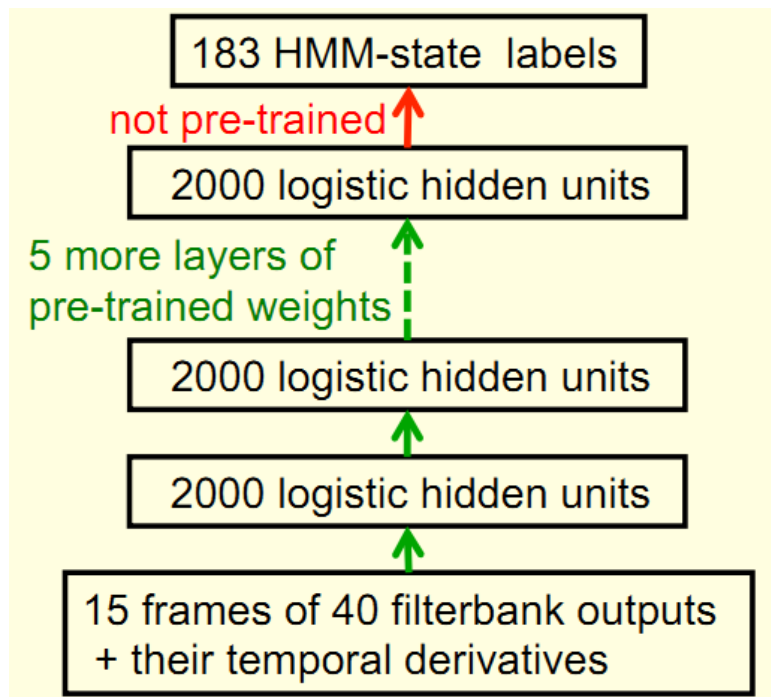 183 HMM-state labels
not pre-trained
2000 logistic hidden units
5 more layers of
pre-trained weights
2000 logistic hidden units
2000 logistic hidden units
15 frames of 40 filterbank outputs
+ their temporal derivatives